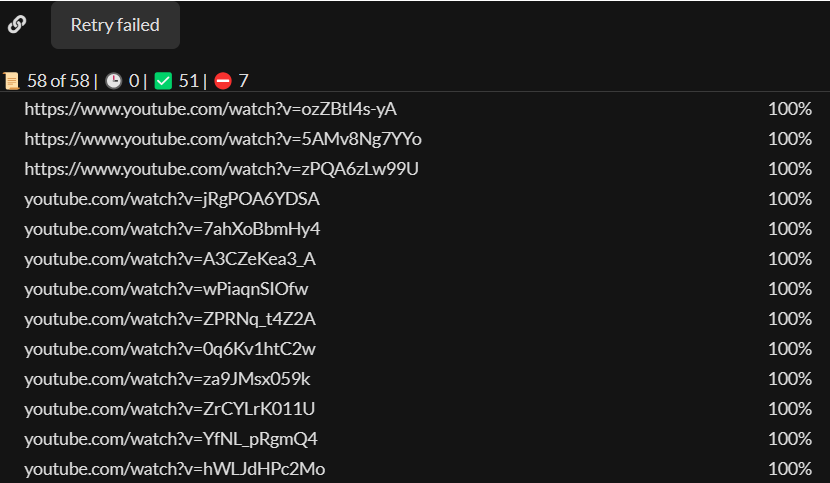 Retry failed
58 of 58 | 0 | 51 | 7
https://www.youtube.com/watch?v=ozZBtl4s-yA 100%
https://www.youtube.com/watch?v=5AMv8Ng7YYo 100%
https://www.youtube.com/watch?v=zPQA6zLw99U 100%
youtube.com/watch?v=jRgPOA6YDSA 100%
youtube.com/watch?v=7ahXoBbmHy4 100%
youtube.com/watch?v=A3CZeKea3_A 100%
youtube.com/watch?v=wPiaqnSIOfw 100%
youtube.com/watch?v=ZPRNq_t4Z2A 100%
youtube.com/watch?v=0q6Kv1htC2w 100%
youtube.com/watch?v=za9JMsx059k 100%
youtube.com/watch?v=ZrCYLrK011U 100%
youtube.com/watch?v=YfNL_pRgmQ4 100%
youtube.com/watch?v=hWLJdHPc2Mo 100%